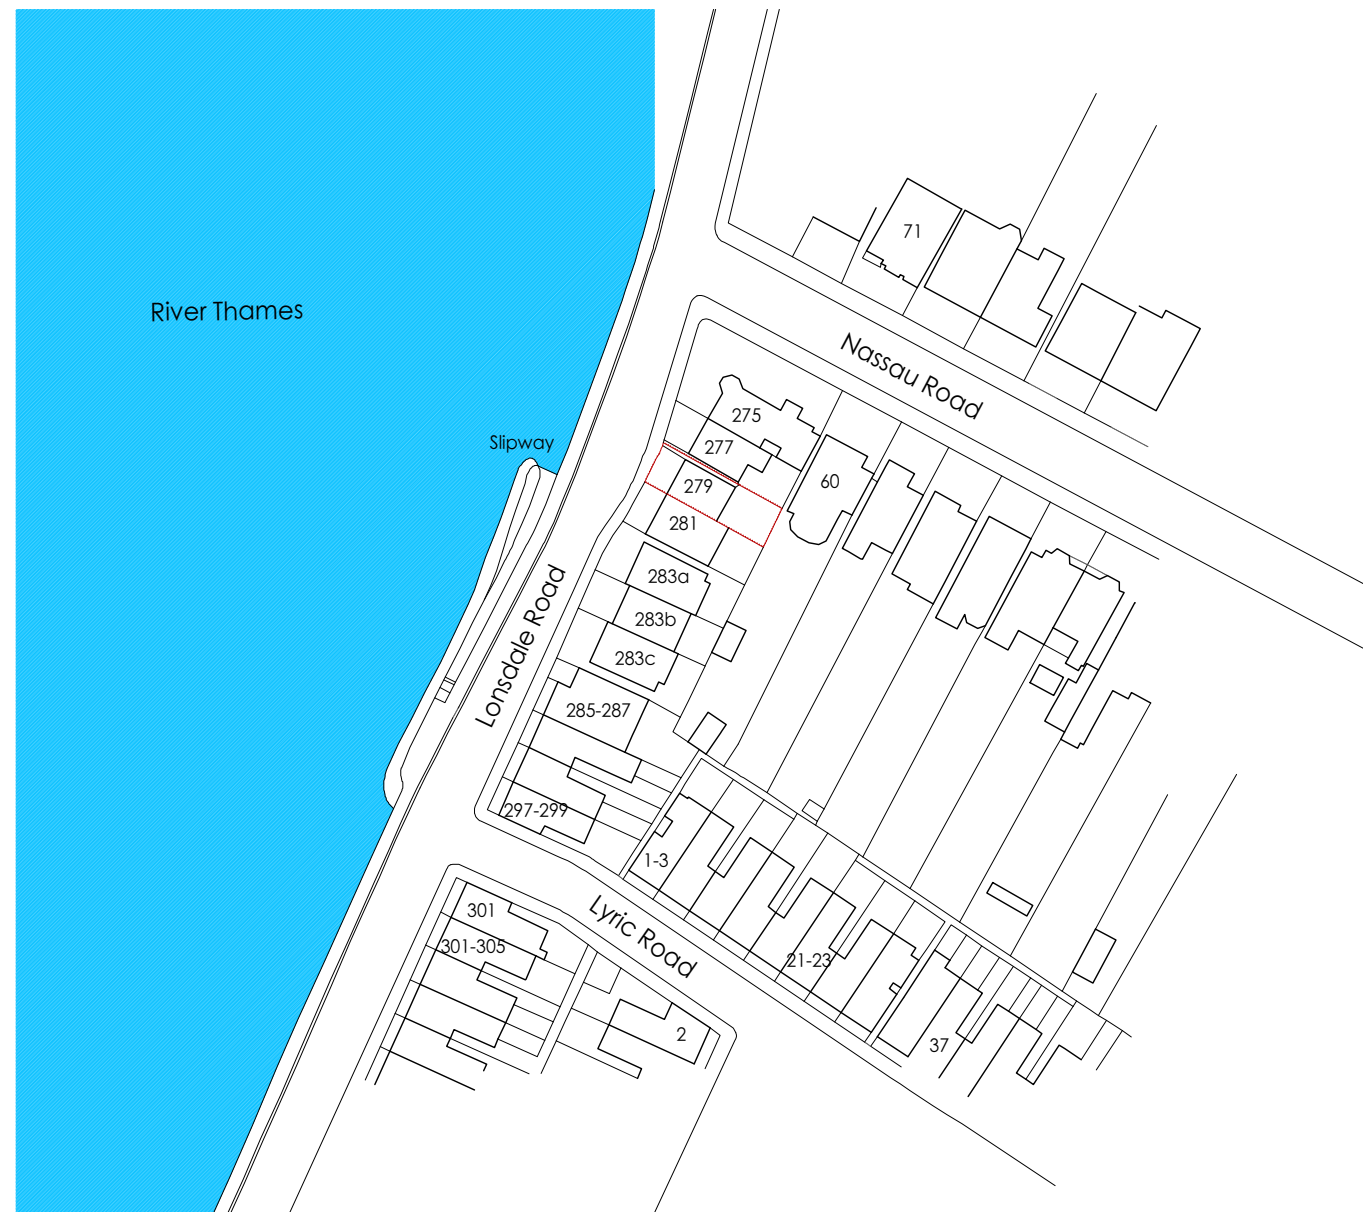 71
River Thames
Nassau Road
275
Slipway
277
60
279
281
283a
Lonsdale Road
283b
283c
285-287
297-299
1-3
301
Lyric Road
301-305
21-23
2
37